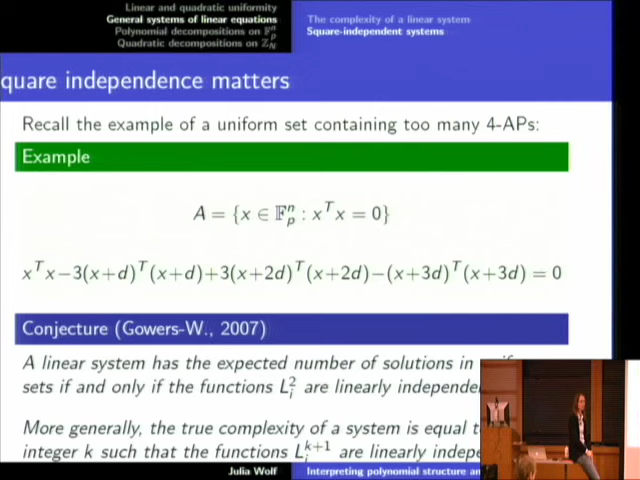 Linear and quadratic uniformity
General systems of linear equations
Polynomial decompositions on 𝔽ₚⁿ
Quadratic decompositions on ℤ_N
The complexity of a linear system
Square-independent systems
quare independence matters
Recall the example of a uniform set containing too many 4-APs:
Example
A = {x ∈ 𝔽ₚⁿ : xᵀx = 0}
xᵀx−3(x+d)ᵀ(x+d)+3(x+2d)ᵀ(x+2d)−(x+3d)ᵀ(x+3d) = 0
Conjecture (Gowers-W., 2007)
A linear system has the expected number of solutions in
sets if and only if the functions Lᵢ² are linearly
More generally, the true complexity of a system is equal
integer k such that the functions Lᵢᵏ⁺¹ are linearly
Julia Wolf
Interpreting polynomial structure